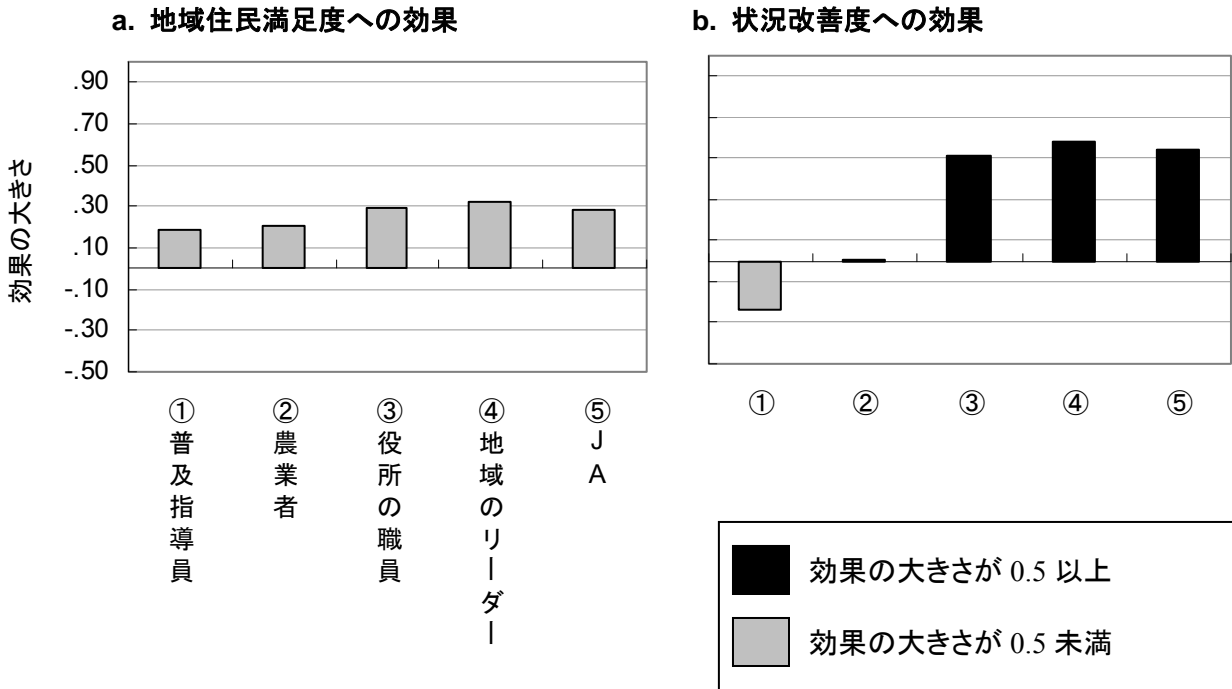 a. 地域住民満足度への効果
b. 状況改善度への効果
効果の大きさ
.90
.70
.50
.30
.10
-.10
-.30
-.50
①普及指導員
②農業者
③役所の職員
④地域のリーダー
⑤JA
①
②
③
④
⑤
効果の大きさが 0.5 以上
効果の大きさが 0.5 未満